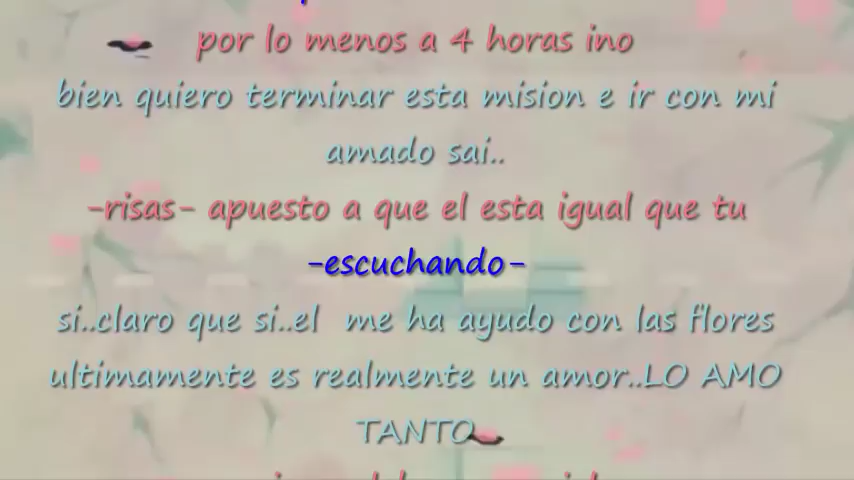 por lo menos a 4 horas ino
bien quiero terminar esta mision e ir con mi
amado sai..
-risas- apuesto a que el esta igual que tu
-escuchando-
si..claro que si..el me ha ayudo con las flores
ultimamente es realmente un amor..LO AMO
TANTO